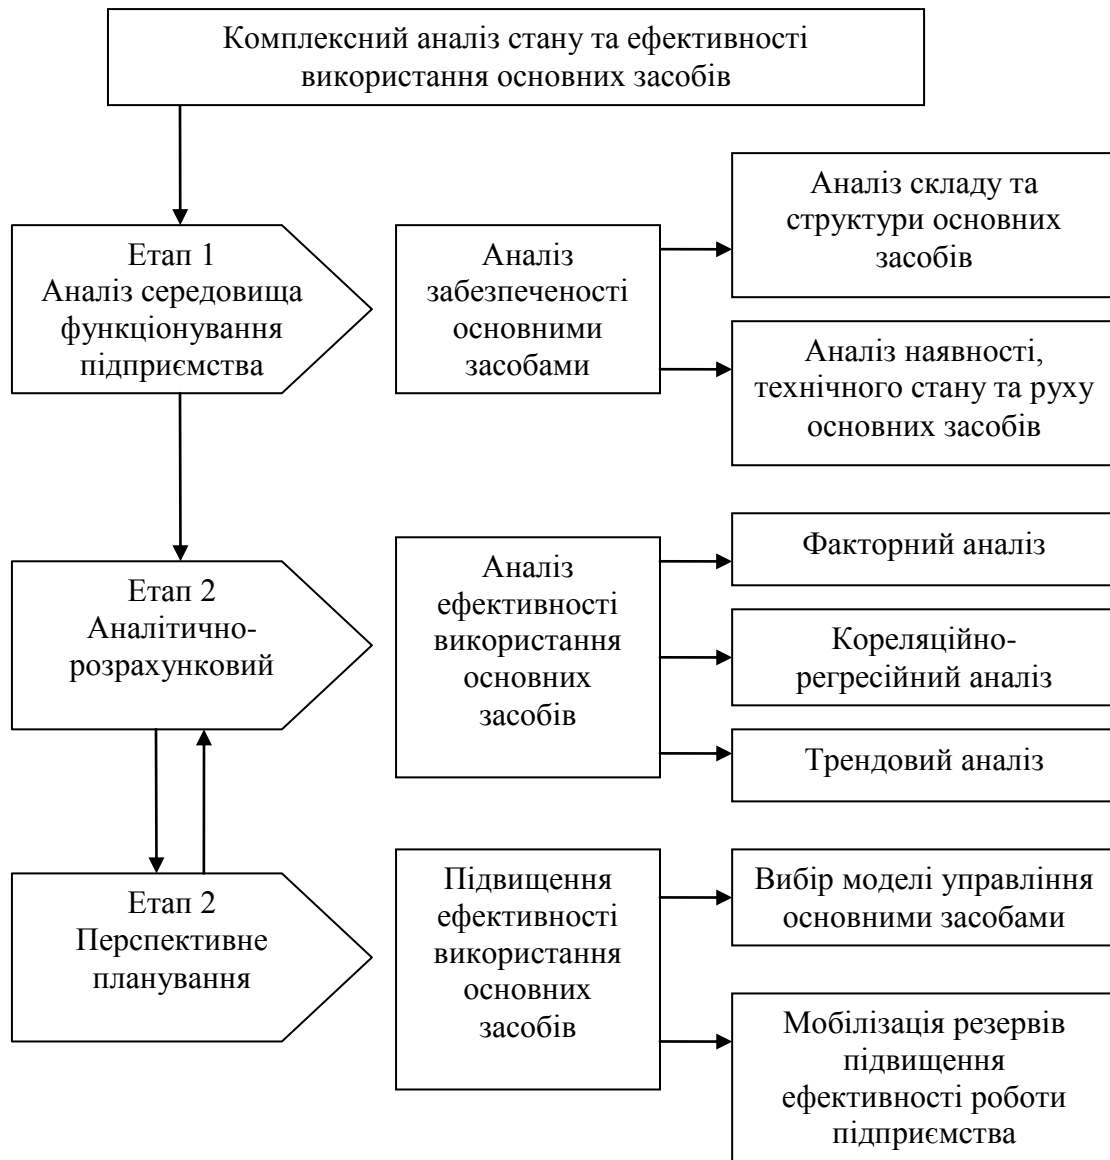 Комплексний аналіз стану та ефективності
використання основних засобів
Етап 1
Аналіз середовища
функціонування
підприємства
Аналіз
забезпеченості
основними
засобами
Аналіз складу та
структури основних
засобів
Аналіз наявності,
технічного стану та руху
основних засобів
Етап 2
Аналітично-
розрахунковий
Аналіз
ефективності
використання
основних
засобів
Факторний аналіз
Кореляційно-
регресійний аналіз
Трендовий аналіз
Етап 2
Перспективне
планування
Підвищення
ефективності
використання
основних
засобів
Вибір моделі управління
основними засобами
Мобілізація резервів
підвищення
ефективності роботи
підприємства